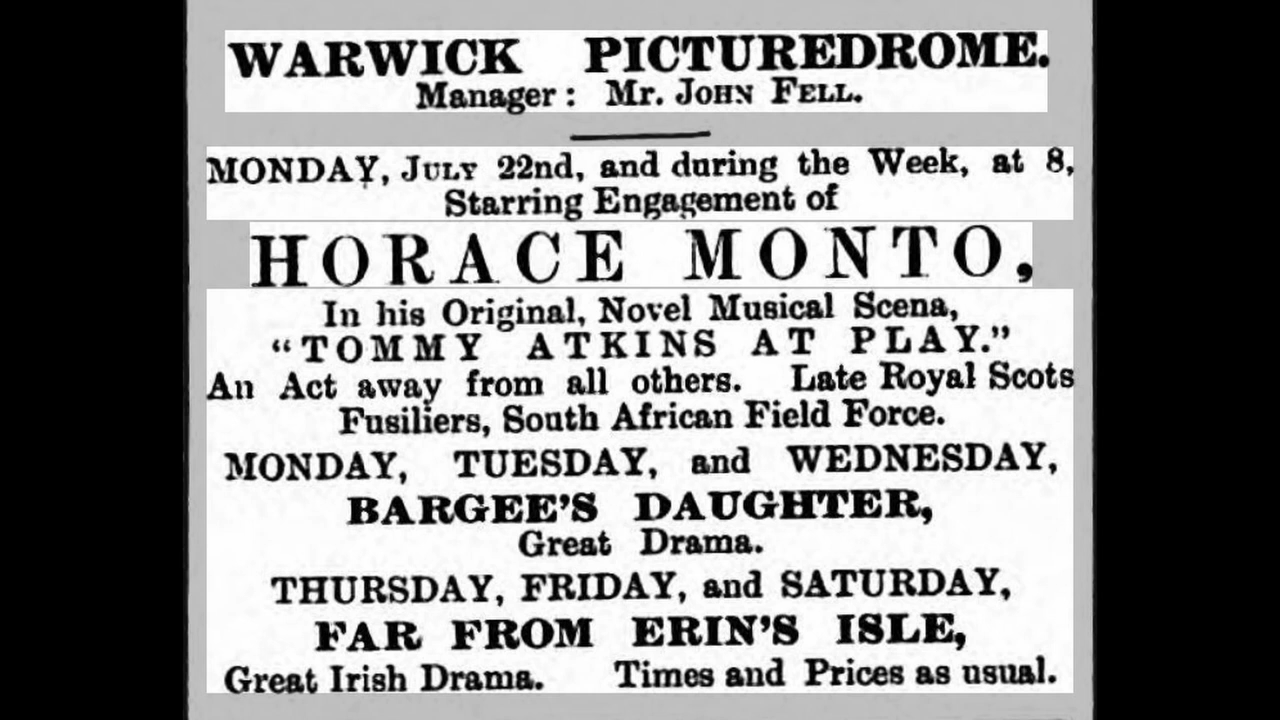 WARWICK PICTUREDROME.
Manager: Mr. JOHN FELL.
MONDAY, JULY 22nd, and during the Week, at 8,
Starring Engagement of
HORACE MONTO,
In his Original, Novel Musical Scena,
"TOMMY ATKINS AT PLAY."
An Act away from all others. Late Royal Scots
Fusiliers, South African Field Force.
MONDAY, TUESDAY, and WEDNESDAY,
BARGEE'S DAUGHTER,
Great Drama.
THURSDAY, FRIDAY, and SATURDAY,
FAR FROM ERIN'S ISLE,
Great Irish Drama. Times and Prices as usual.